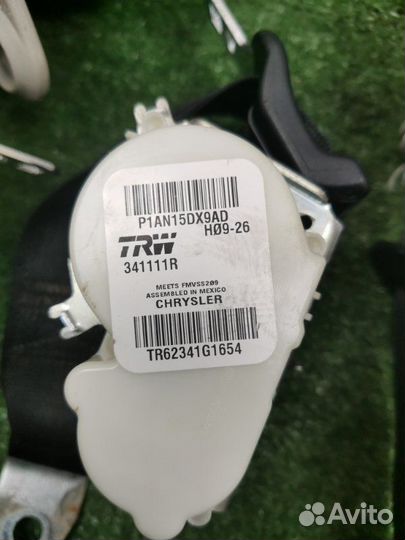 P1AN15DX9AD
TRW
HØ9-26
341111R
MEETS FMVSS209
ASSEMBLED IN MEXICO
CHRYSLER
TR62341G1654
Avito